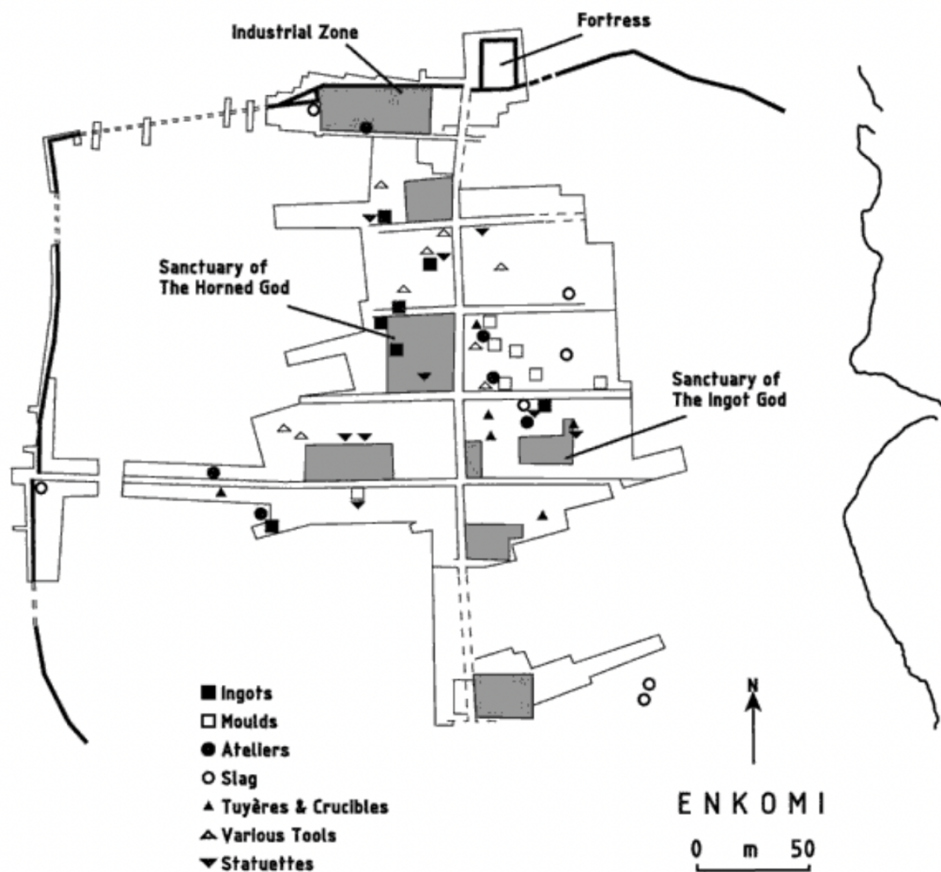 Fortress
Industrial Zone
Sanctuary of
The Horned God
Sanctuary of
The Ingot God
Ingots
Moulds
Ateliers
Slag
Tuyères & Crucibles
Various Tools
Statuettes
N
ENKOMI
0 m 50